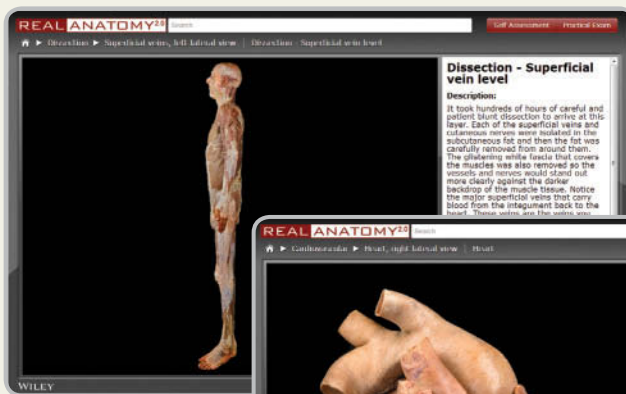 REAL ANATOMY 2.0
Search
Self Assessment Practical Exam
Dissection ► Superficial veins, left lateral view | Dissection - Superficial vein level
Dissection - Superficial
vein level
Description:
It took hundreds of hours of careful and
patient blunt dissection to arrive at this
layer. Each of the superficial veins and
cutaneous nerves were isolated in the
subcutaneous fat and then the fat was
carefully removed from around them.
The glistening white fascia that covers
the muscles was also removed so the
vessels and nerves would stand out
more clearly against the darker
backdrop of the muscle tissue. Notice
the major superficial veins that carry
blood from the integument back to the
heart. These veins are the veins you
WILEY
REAL ANATOMY 2.0
Search
► Cardiovascular ► Heart, right lateral view | Heart